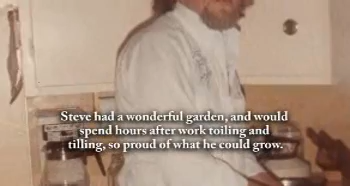 Steve had a wonderful garden, and would
spend hours after work toiling and
tilling, so proud of what he could grow.